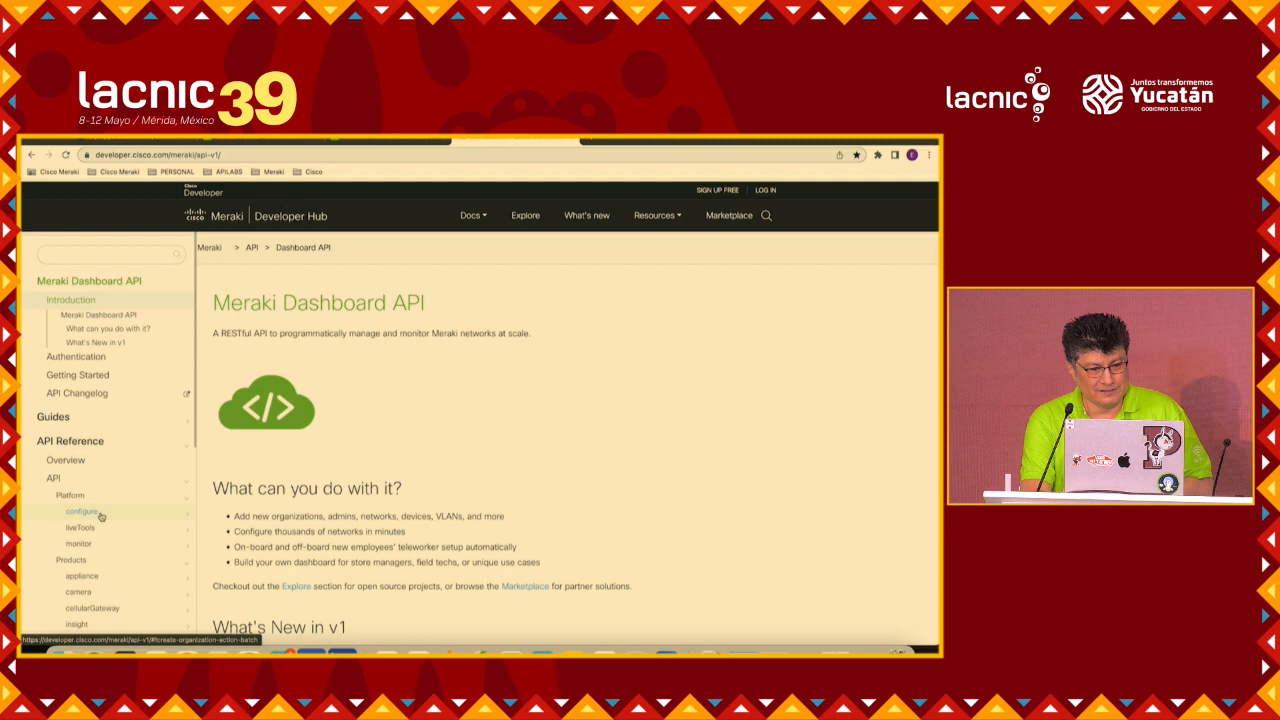 lacnic 39
8-12 Mayo / Mérida, México
lacnic
Juntos transformemos
Yucatán
GOBIERNO DEL ESTADO
developer.cisco.com/meraki/api-v1/
E
Cisco Meraki
Cisco Meraki
PERSONAL
APILABS
Meraki
Cisco
Cisco
Developer
SIGN UP FREE
LOG IN
CISCO
Meraki
Developer Hub
Docs
Explore
What's new
Resources
Marketplace
Meraki > API > Dashboard API
Meraki Dashboard API
Introduction
Meraki Dashboard API
What can you do with it?
What's New in v1
Authentication
Getting Started
API Changelog
Guides
API Reference
Overview
API
Platform
configure
liveTools
monitor
Products
appliance
camera
cellularGateway
insight
https://developer.cisco.com/meraki/api-v1/#!create-organization-action-batch
Meraki Dashboard API
A RESTful API to programmatically manage and monitor Meraki networks at scale.
</>
What can you do with it?
• Add new organizations, admins, networks, devices, VLANs, and more
• Configure thousands of networks in minutes
• On-board and off-board new employees' teleworker setup automatically
• Build your own dashboard for store managers, field techs, or unique use cases
Checkout out the Explore section for open source projects, or browse the Marketplace for partner solutions.
What's New in v1
P